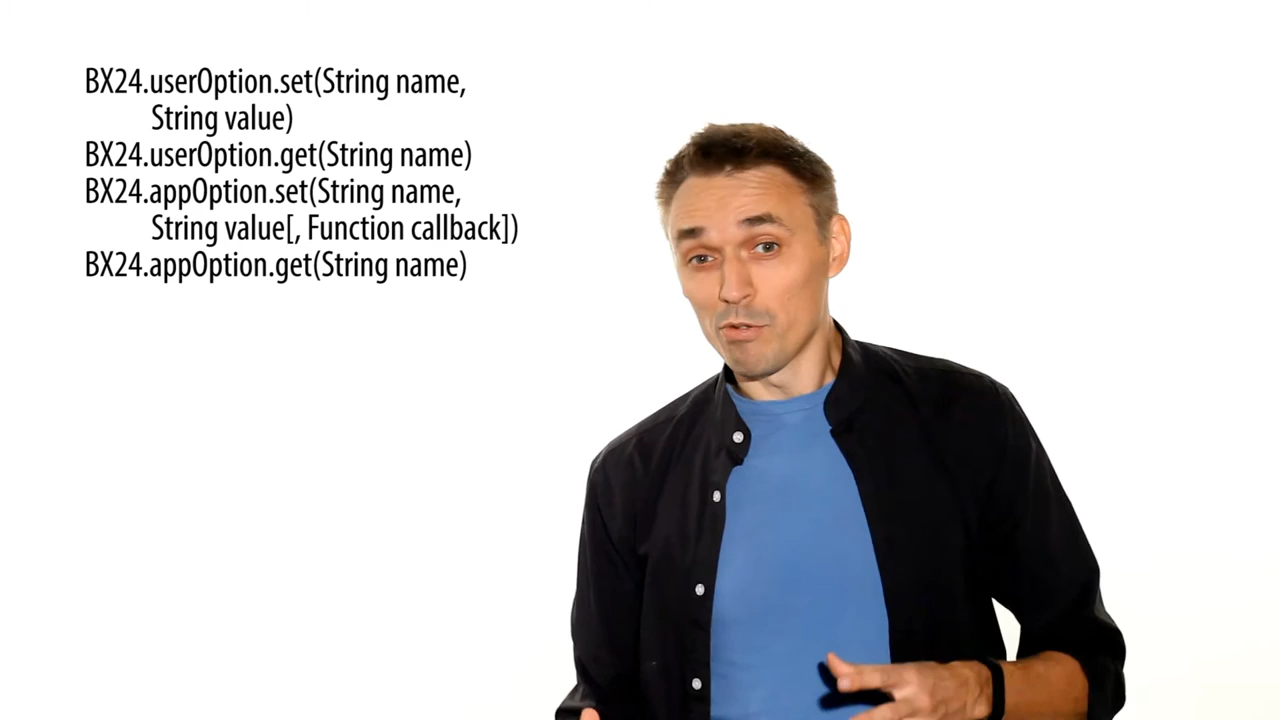 BX24.userOption.set(String name,
String value)
BX24.userOption.get(String name)
BX24.appOption.set(String name,
String value[, Function callback])
BX24.appOption.get(String name)